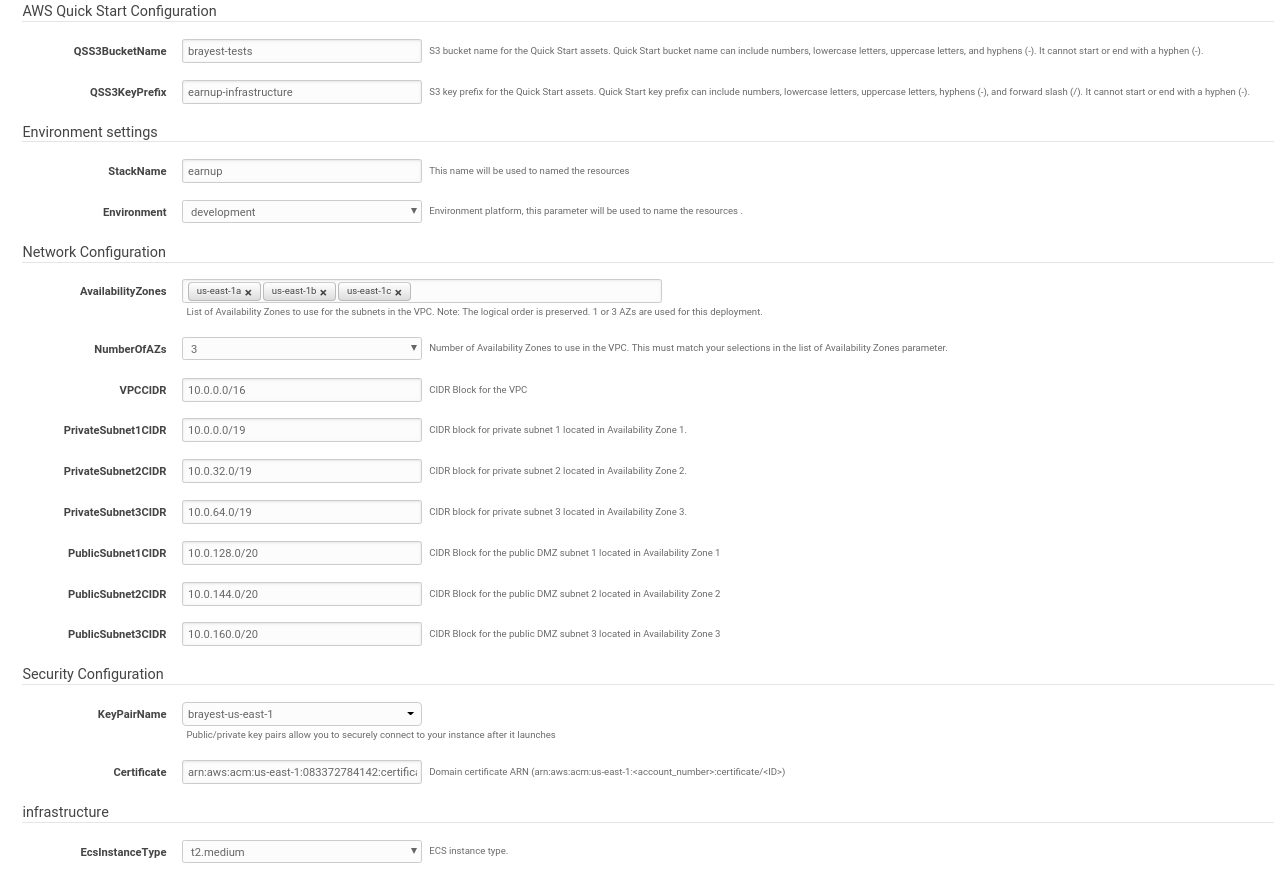 AWS Quick Start Configuration
QSS3BucketName brayest-tests S3 bucket name for the Quick Start assets. Quick Start bucket name can include numbers, lowercase letters, uppercase letters, and hyphens (-). It cannot start or end with a hyphen (-).
QSS3KeyPrefix earnup-infrastructure S3 key prefix for the Quick Start assets. Quick Start key prefix can include numbers, lowercase letters, uppercase letters, hyphens (-), and forward slash (/). It cannot start or end with a hyphen (-).
Environment settings
StackName earnup This name will be used to named the resources
Environment development Environment platform, this parameter will be used to name the resources .
Network Configuration
AvailabilityZones us-east-1a us-east-1b us-east-1c
List of Availability Zones to use for the subnets in the VPC. Note: The logical order is preserved. 1 or 3 AZs are used for this deployment.
NumberOfAZs 3 Number of Availability Zones to use in the VPC. This must match your selections in the list of Availability Zones parameter.
VPCCIDR 10.0.0.0/16 CIDR Block for the VPC
PrivateSubnet1CIDR 10.0.0.0/19 CIDR block for private subnet 1 located in Availability Zone 1.
PrivateSubnet2CIDR 10.0.32.0/19 CIDR block for private subnet 2 located in Availability Zone 2.
PrivateSubnet3CIDR 10.0.64.0/19 CIDR block for private subnet 3 located in Availability Zone 3.
PublicSubnet1CIDR 10.0.128.0/20 CIDR Block for the public DMZ subnet 1 located in Availability Zone 1
PublicSubnet2CIDR 10.0.144.0/20 CIDR Block for the public DMZ subnet 2 located in Availability Zone 2
PublicSubnet3CIDR 10.0.160.0/20 CIDR Block for the public DMZ subnet 3 located in Availability Zone 3
Security Configuration
KeyPairName brayest-us-east-1
Public/private key pairs allow you to securely connect to your instance after it launches
Certificate arn:aws:acm:us-east-1:083372784142:certifica Domain certificate ARN (arn:aws:acm:us-east-1:<account_number>:certificate/<ID>)
infrastructure
EcsInstanceType t2.medium ECS instance type.